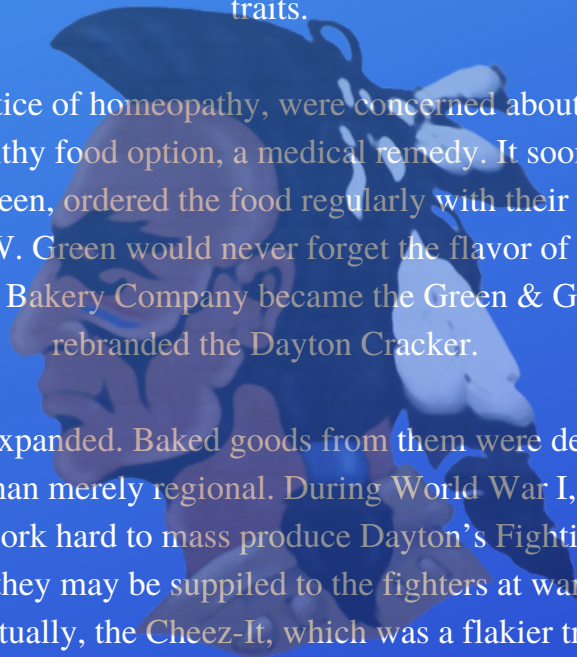 traits.
tice of homeopathy, were concerned about
lthy food option, a medical remedy. It soon
een, ordered the food regularly with their
W. Green would never forget the flavor of
Bakery Company became the Green & G
rebranded the Dayton Cracker.
xpanded. Baked goods from them were de
han merely regional. During World War I,
ork hard to mass produce Dayton's Fighti
they may be suppiled to the fighters at war
tually, the Cheez-It, which was a flakier tr